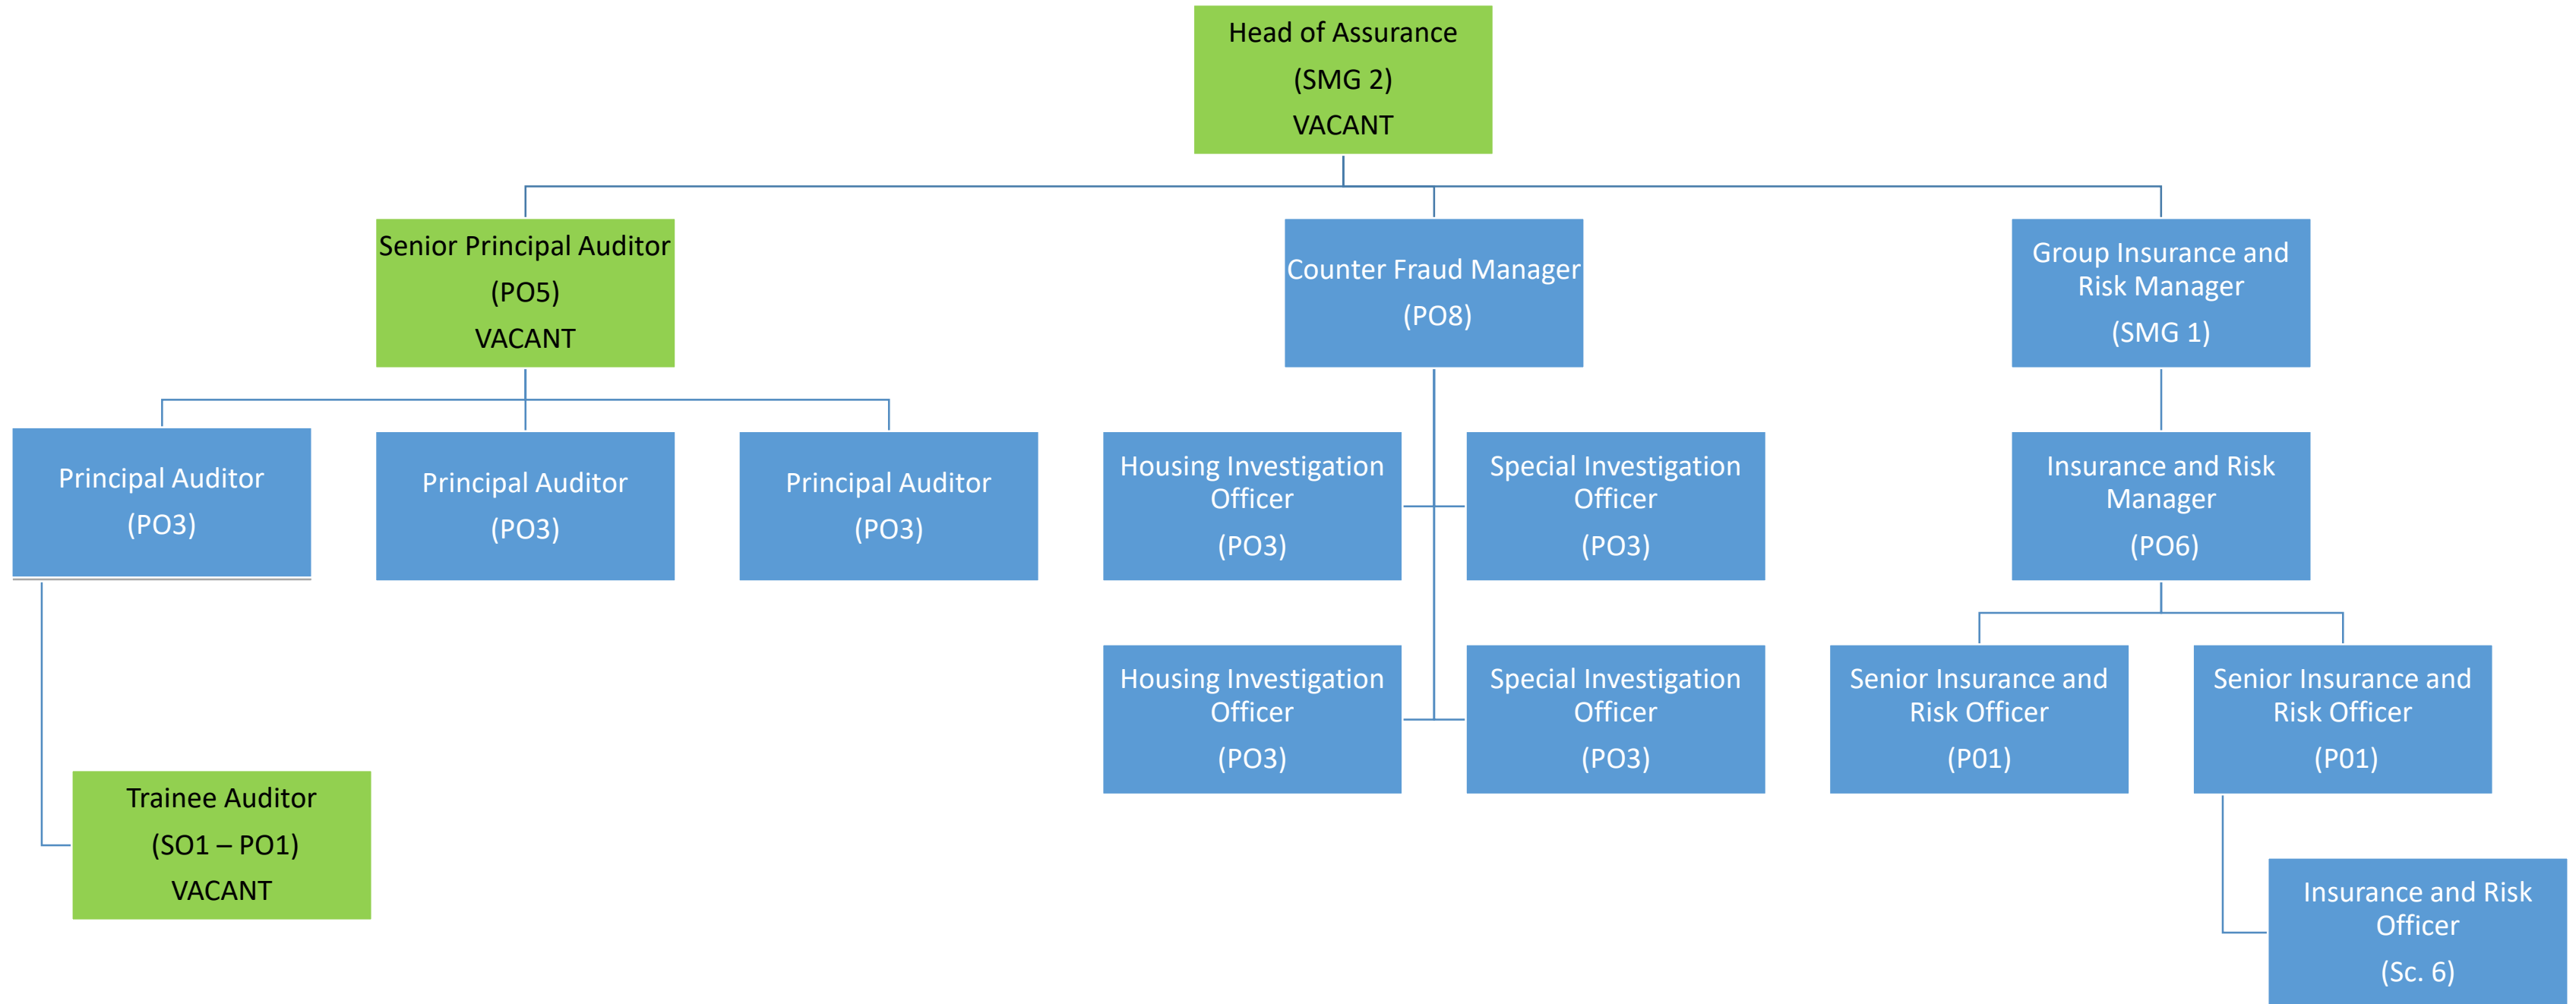 Head of Assurance
(SMG 2)
VACANT
Senior Principal Auditor
(PO5)
VACANT
Counter Fraud Manager
(PO8)
Group Insurance and
Risk Manager
(SMG 1)
Principal Auditor
(PO3)
Principal Auditor
(PO3)
Principal Auditor
(PO3)
Housing Investigation
Officer
(PO3)
Special Investigation
Officer
(PO3)
Insurance and Risk
Manager
(PO6)
Housing Investigation
Officer
(PO3)
Special Investigation
Officer
(PO3)
Senior Insurance and
Risk Officer
(P01)
Senior Insurance and
Risk Officer
(P01)
Trainee Auditor
(SO1 – PO1)
VACANT
Insurance and Risk
Officer
(Sc. 6)